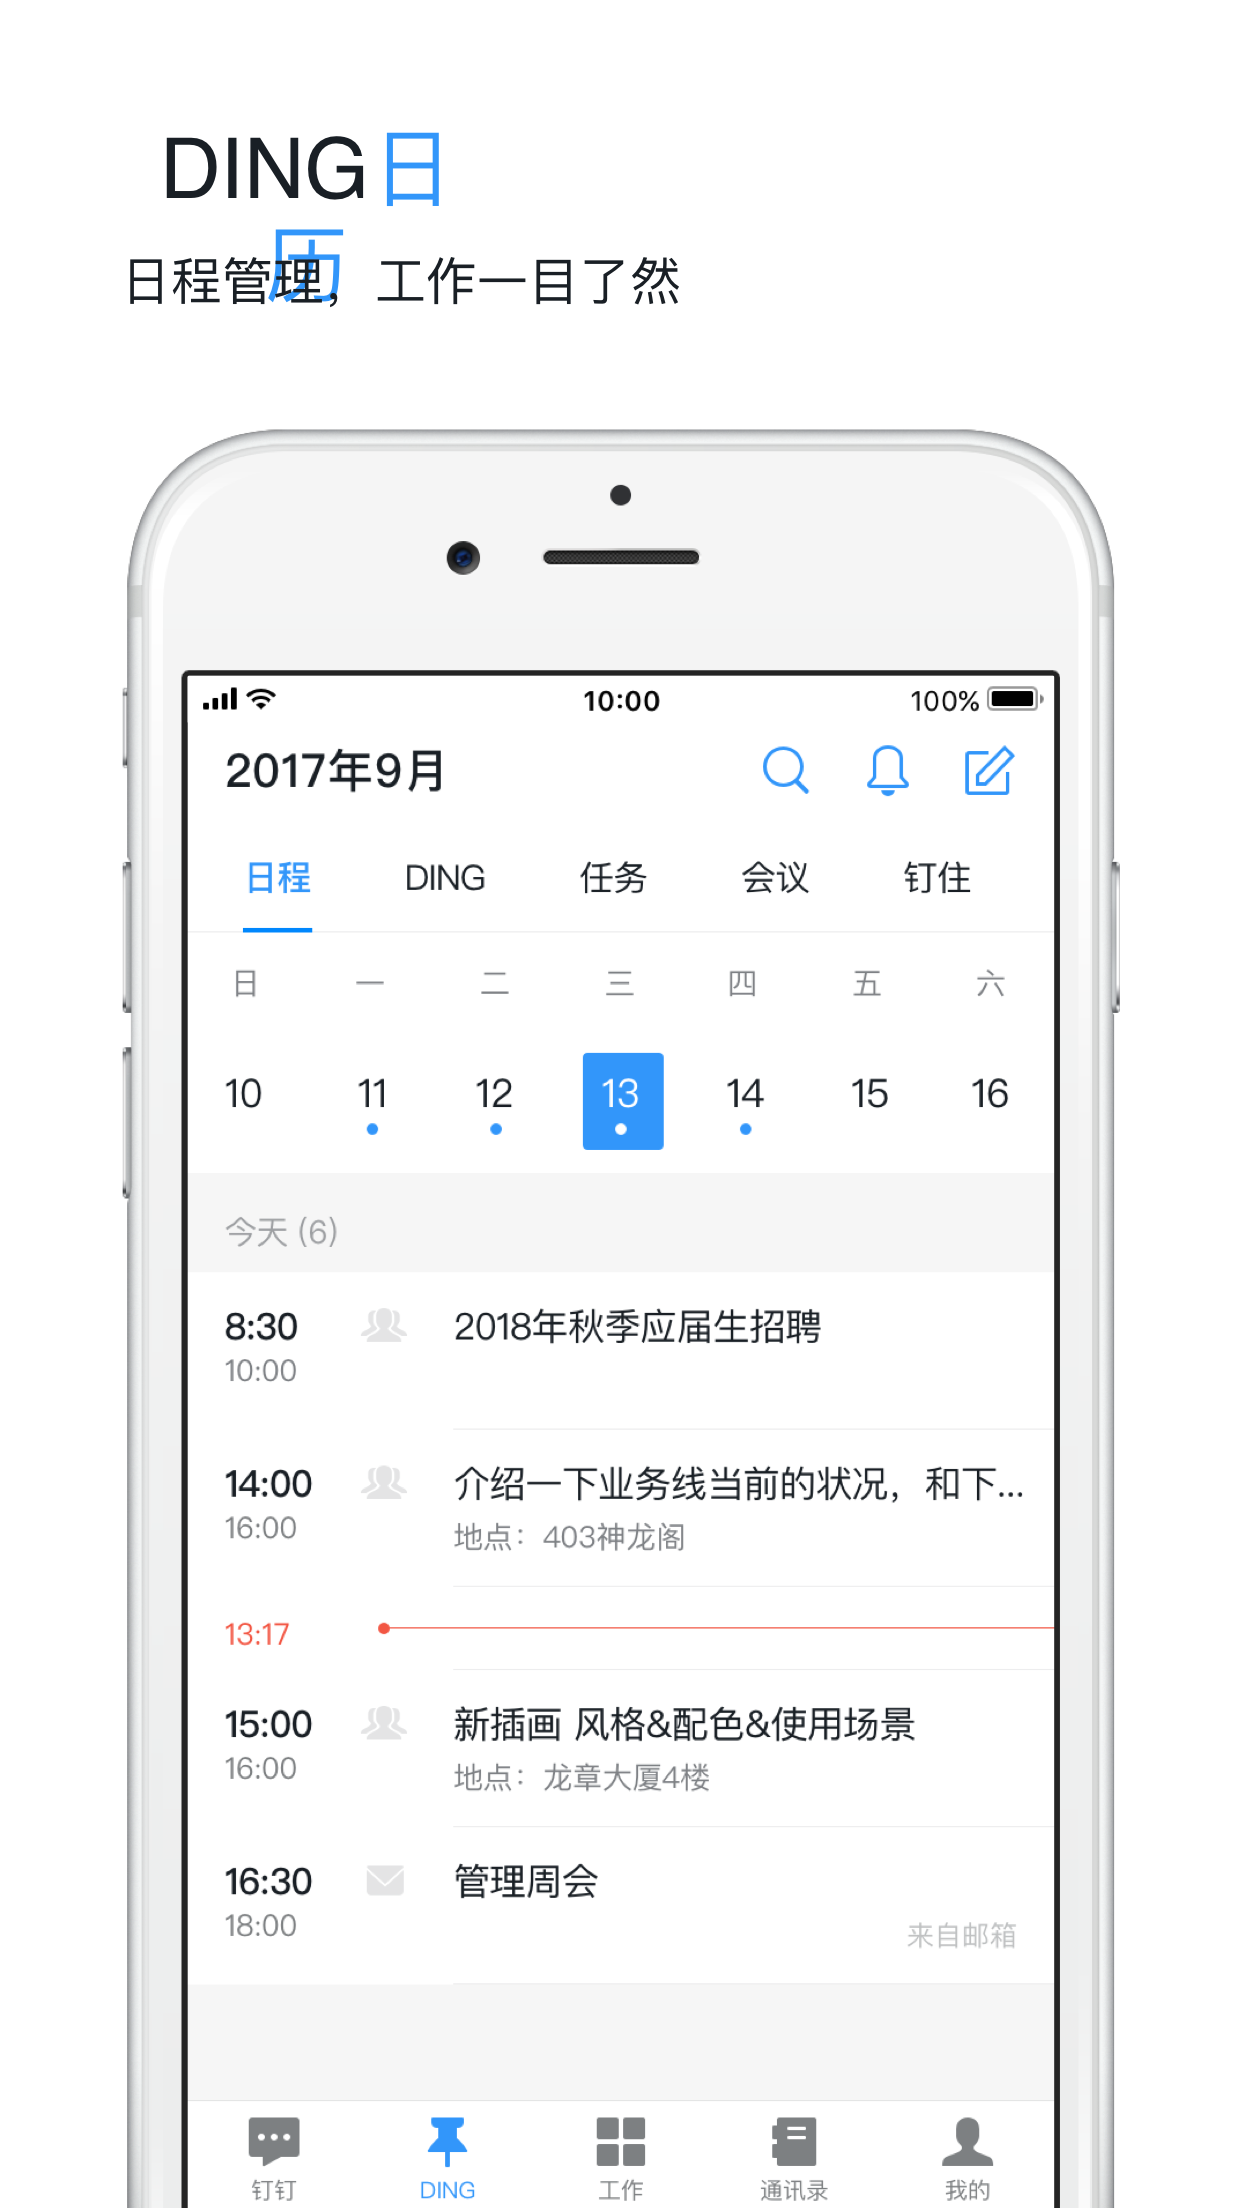 DING日
历
日程管理，工作一目了然
10:00 100%
2017年9月
日程 DING 任务 会议 钉住
日 一 二 三 四 五 六
10 11 12 13 14 15 16
今天 (6)
8:30 2018年秋季应届生招聘
10:00
14:00 介绍一下业务线当前的状况，和下...
16:00 地点：403神龙阁
13:17
15:00 新插画 风格&配色&使用场景
16:00 地点：龙章大厦4楼
16:30 管理周会
18:00 来自邮箱
钉钉 DING 工作 通讯录 我的